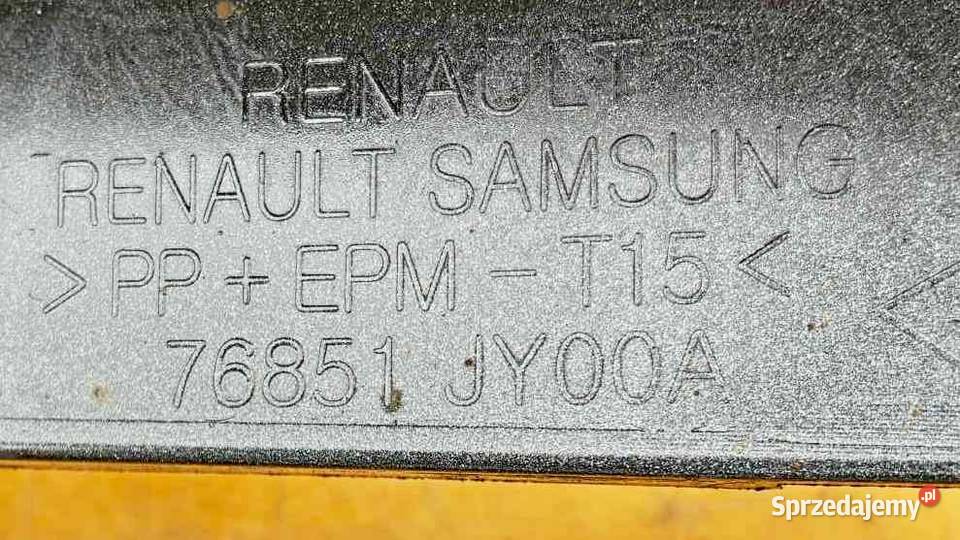 RENAULT
RENAULT SAMSUNG
>PP + EPM - T15<
76851 JY00A
Sprzedajemy.pl